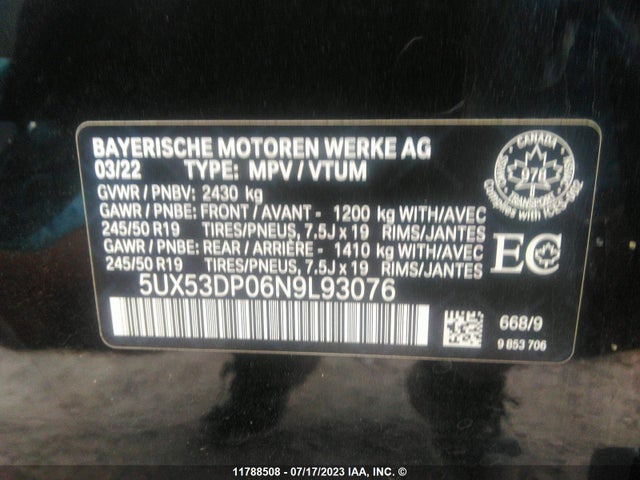 BAYERISCHE MOTOREN WERKE AG
03/22 TYPE: MPV / VTUM
GVWR / PNBV: 2430 kg
GAWR / PNBE: FRONT / AVANT - 1200 kg WITH/AVEC
245/50 R19 TIRES/PNEUS, 7.5J x 19 RIMS/JANTES
GAWR / PNBE: REAR / ARRIÈRE - 1410 kg WITH/AVEC
245/50 R19 TIRES/PNEUS, 7.5J x 19 RIMS/JANTES
5UX53DP06N9L93076
CANADA
TRANSPORT
978
EC
668/9
9 853 706
11788508 - 07/17/2023 IAA, INC. ©